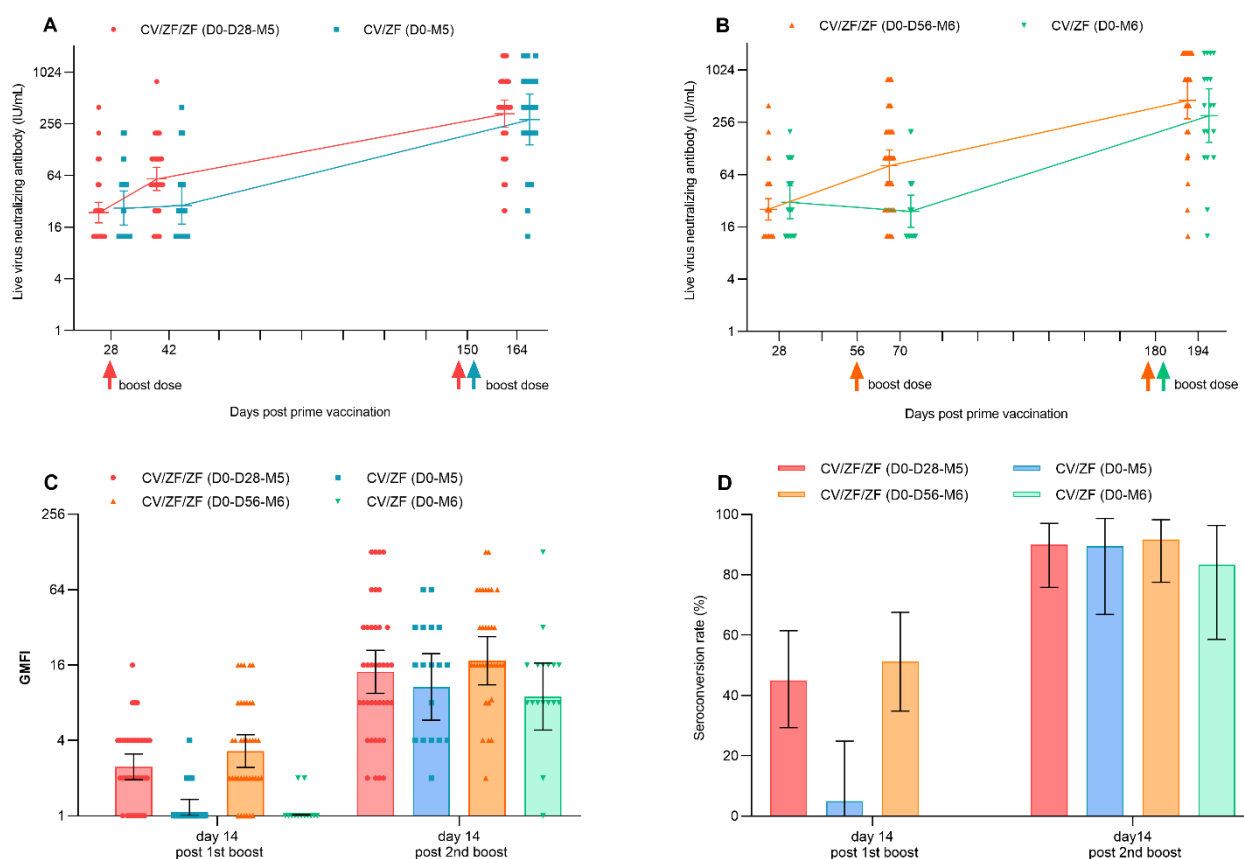 A
CV/ZF/ZF (D0-D28-M5)
CV/ZF (D0-M5)
Live virus neutralizing antibody (IU/mL)
1024
256
64
16
4
1
28
42
150
164
boost dose
boost dose
Days post prime vaccination
B
CV/ZF/ZF (D0-D56-M6)
CV/ZF (D0-M6)
Live virus neutralizing antibody (IU/mL)
1024
256
64
16
4
1
28
56
70
180
194
boost dose
boost dose
Days post prime vaccination
C
CV/ZF/ZF (D0-D28-M5)
CV/ZF (D0-M5)
CV/ZF/ZF (D0-D56-M6)
CV/ZF (D0-M6)
GMFI
256
64
16
4
1
day 14
post 1st boost
day 14
post 2nd boost
D
CV/ZF/ZF (D0-D28-M5)
CV/ZF (D0-M5)
CV/ZF/ZF (D0-D56-M6)
CV/ZF (D0-M6)
Seroconversion rate (%)
100
80
60
40
20
0
day 14
post 1st boost
day14
post 2nd boost